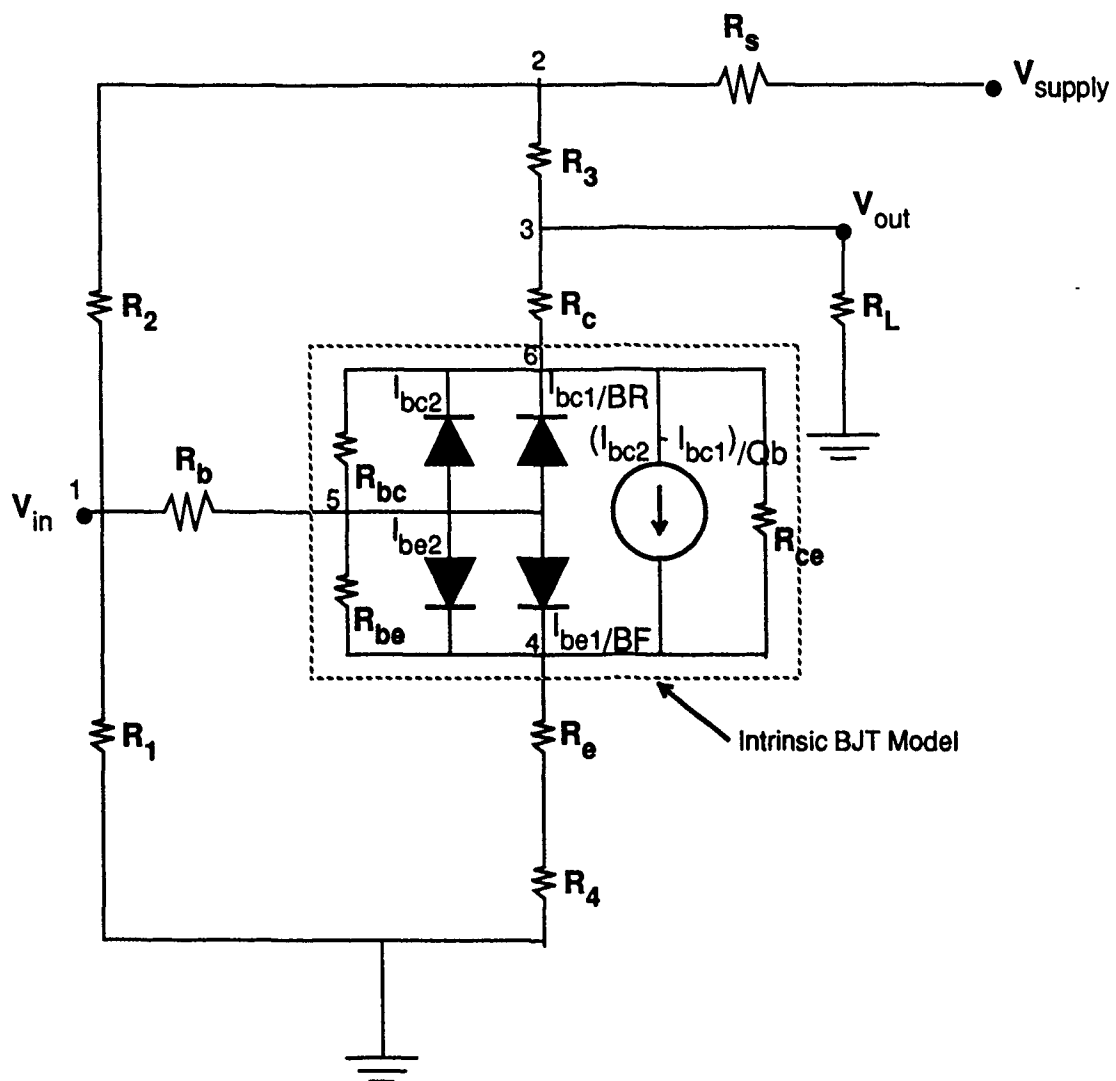 R_s
2
V_supply
R_3
V_out
3
R_2
R_c
R_L
6
I_bc2
I_bc1/BR
(I_bc2 - I_bc1)/Qb
R_b
R_bc
V_in
1
5
I_be2
R_ce
R_be
I_be1/BF
4
R_1
R_e
Intrinsic BJT Model
R_4